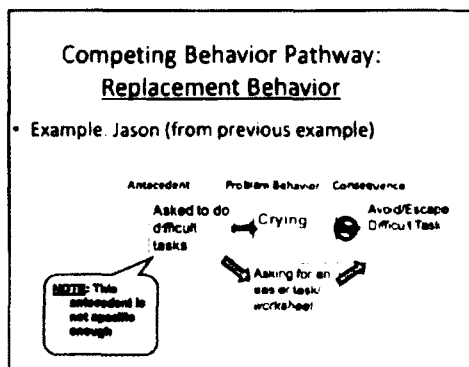 Competing Behavior Pathway:
Replacement Behavior
• Example. Jason (from previous example)
Antecedent Problem Behavior Consequence
Asked to do
difficult
tasks
Crying
Avoid/Escape
Difficult Task
Asking for an
easier task/
worksheet
NOTE: This
antecedent is
not specific
enough